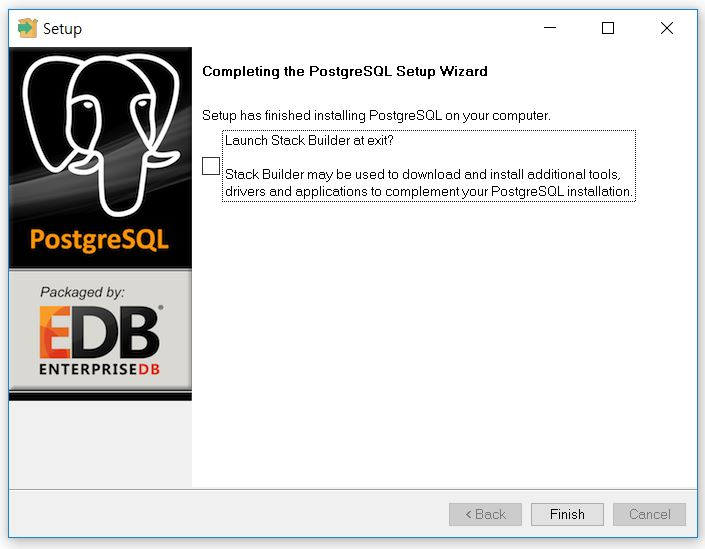 Setup
Completing the PostgreSQL Setup Wizard
Setup has finished installing PostgreSQL on your computer.
Launch Stack Builder at exit?
Stack Builder may be used to download and install additional tools,
drivers and applications to complement your PostgreSQL installation.
PostgreSQL
Packaged by:
EDB
ENTERPRISEDB
< Back
Finish
Cancel